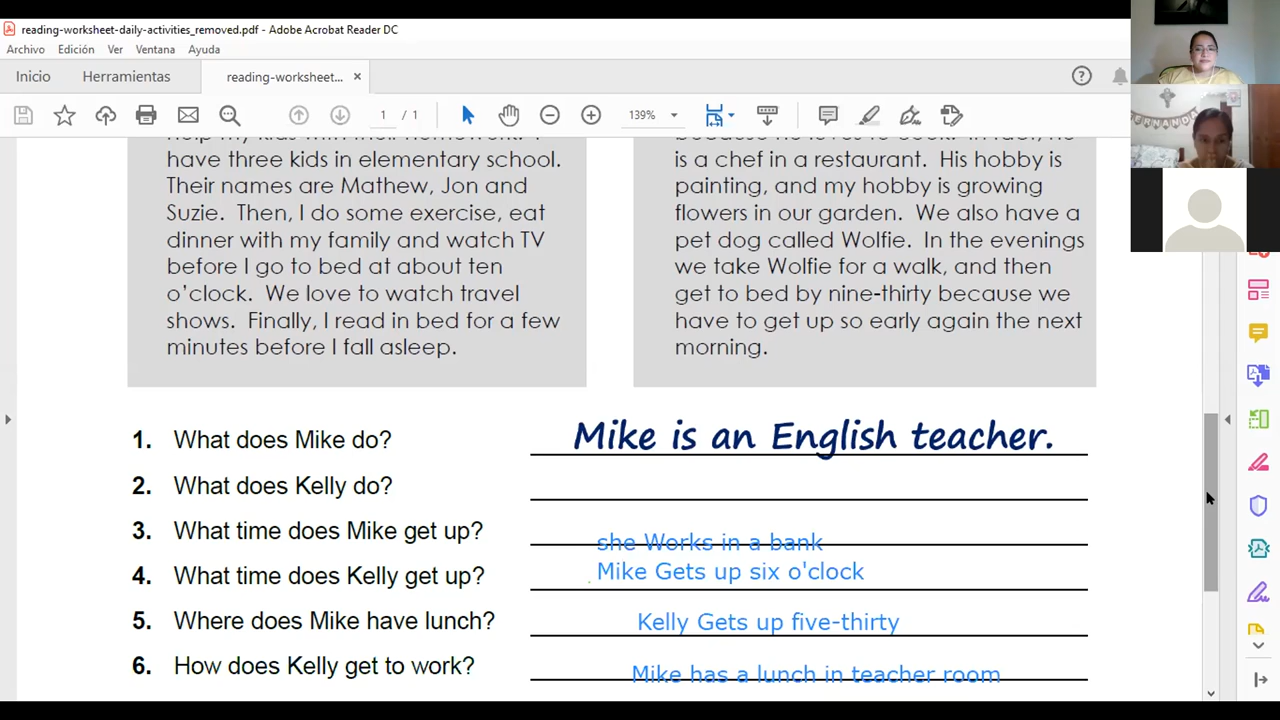 reading-worksheet-daily-activities_removed.pdf - Adobe Acrobat Reader DC
Archivo Edición Ver Ventana Ayuda
Inicio Herramientas reading-worksheet... ×
1 / 1 139%
have three kids in elementary school.
Their names are Mathew, Jon and
Suzie. Then, I do some exercise, eat
dinner with my family and watch TV
before I go to bed at about ten
o'clock. We love to watch travel
shows. Finally, I read in bed for a few
minutes before I fall asleep.
is a chef in a restaurant. His hobby is
painting, and my hobby is growing
flowers in our garden. We also have a
pet dog called Wolfie. In the evenings
we take Wolfie for a walk, and then
get to bed by nine-thirty because we
have to get up so early again the next
morning.
1. What does Mike do? Mike is an English teacher.
2. What does Kelly do?
3. What time does Mike get up? she Works in a bank
4. What time does Kelly get up? Mike Gets up six o'clock
5. Where does Mike have lunch? Kelly Gets up five-thirty
6. How does Kelly get to work? Mike has a lunch in teacher room